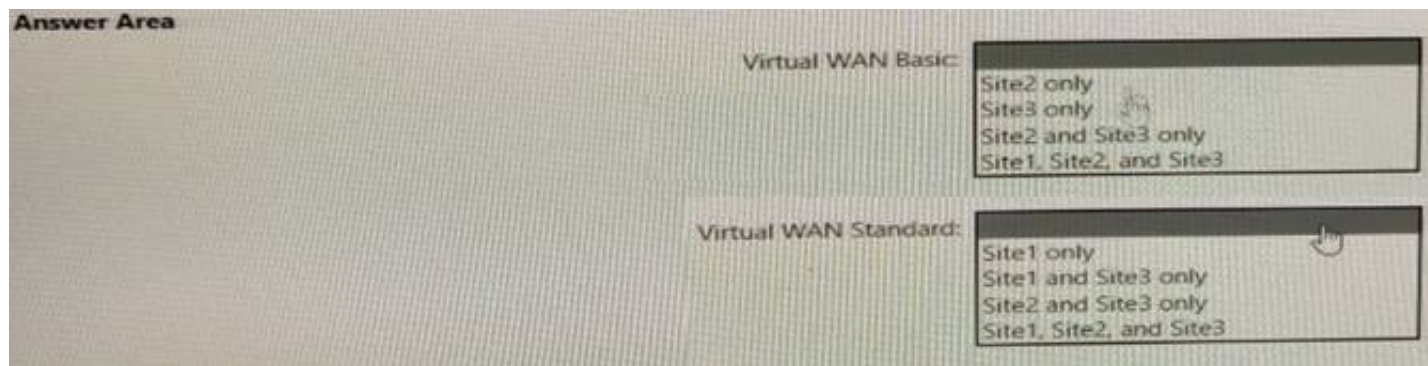 Answer Area
Virtual WAN Basic:
Site2 only
Site3 only
Site2 and Site3 only
Site1, Site2, and Site3
Virtual WAN Standard:
Site1 only
Site1 and Site3 only
Site2 and Site3 only
Site1, Site2, and Site3